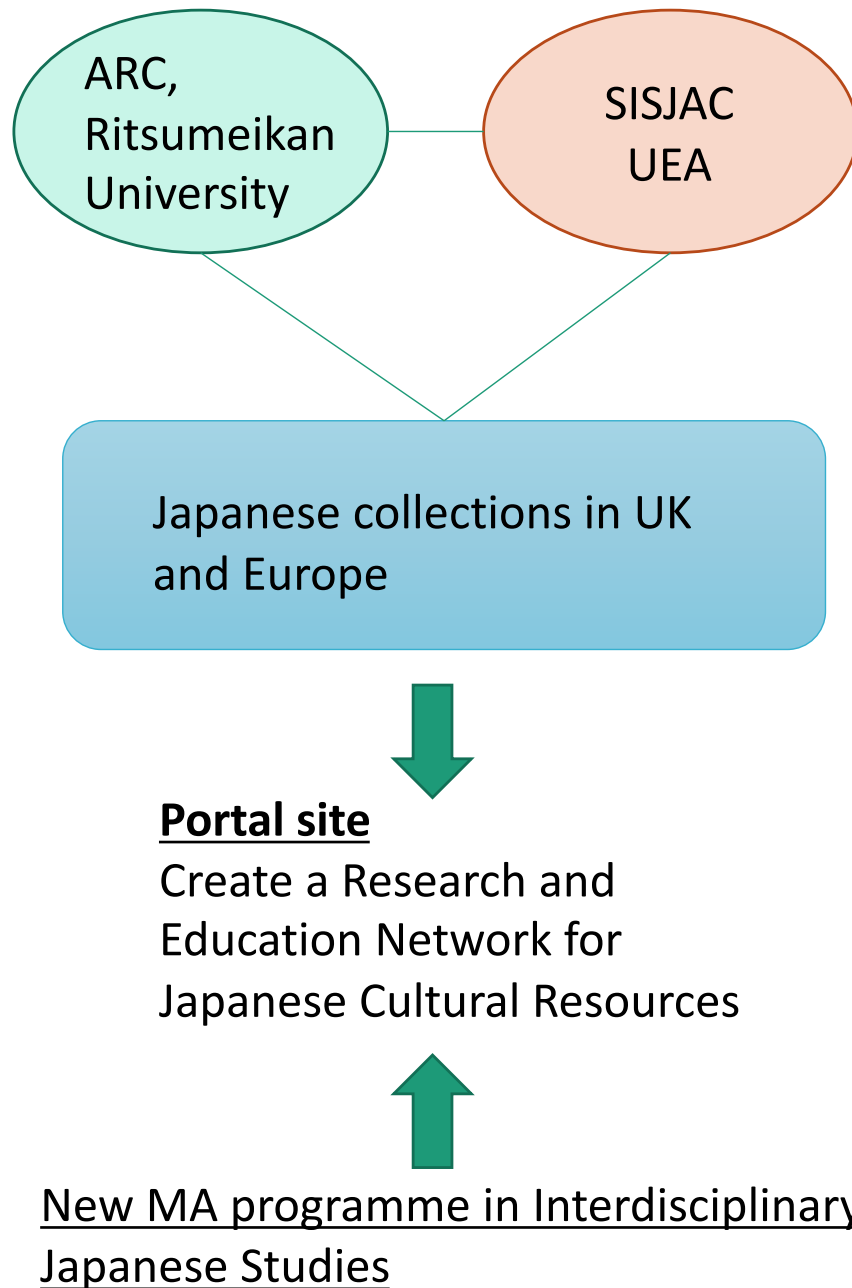 ARC,
Ritsumeikan
University
SISJAC
UEA
Japanese collections in UK
and Europe
Portal site
Create a Research and
Education Network for
Japanese Cultural Resources
New MA programme in Interdisciplinary
Japanese Studies